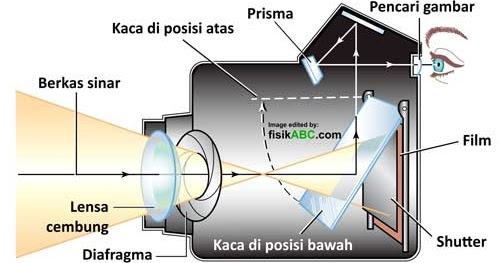 Pencari gambar
Prisma
Kaca di posisi atas
Berkas sinar
Image edited by:
fisikABC.com
Film
Lensa
cembung
Diafragma
Kaca di posisi bawah
Shutter